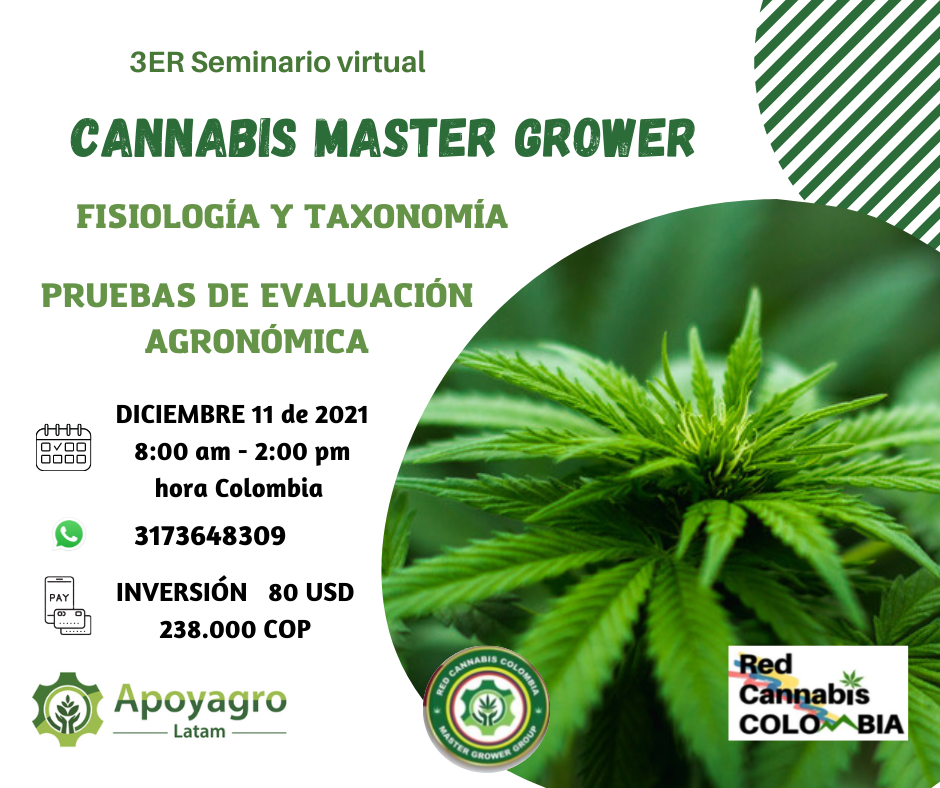 3ER Seminario virtual
CANNABIS MASTER GROWER
FISIOLOGÍA Y TAXONOMÍA
PRUEBAS DE EVALUACIÓN
AGRONÓMICA
DICIEMBRE 11 de 2021
8:00 am - 2:00 pm
hora Colombia
3173648309
PAY
INVERSIÓN 80 USD
238.000 COP
Apoyagro
Latam
RED CANNABIS COLOMBIA
MASTER GROWER GROUP
Red
Cannabis
COLOMBIA